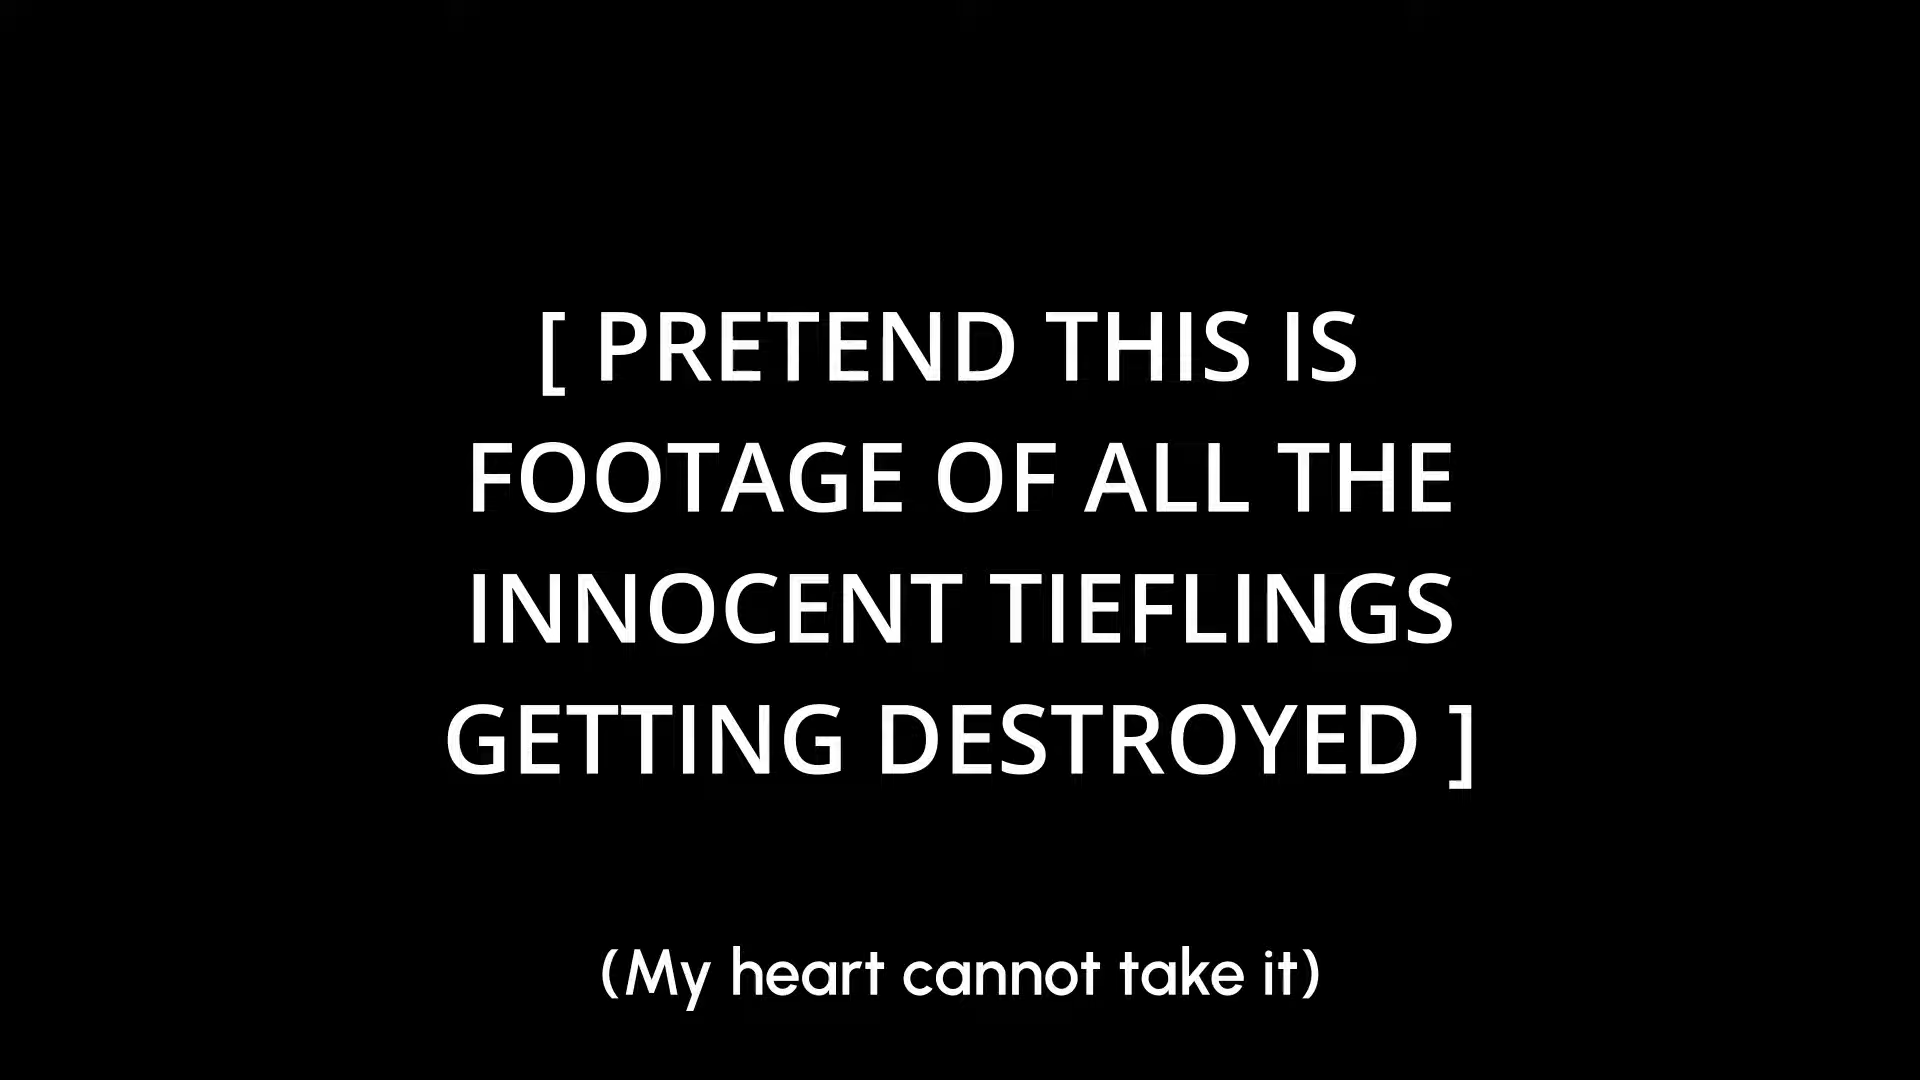 [ PRETEND THIS IS
FOOTAGE OF ALL THE
INNOCENT TIEFLINGS
GETTING DESTROYED ]
(My heart cannot take it)